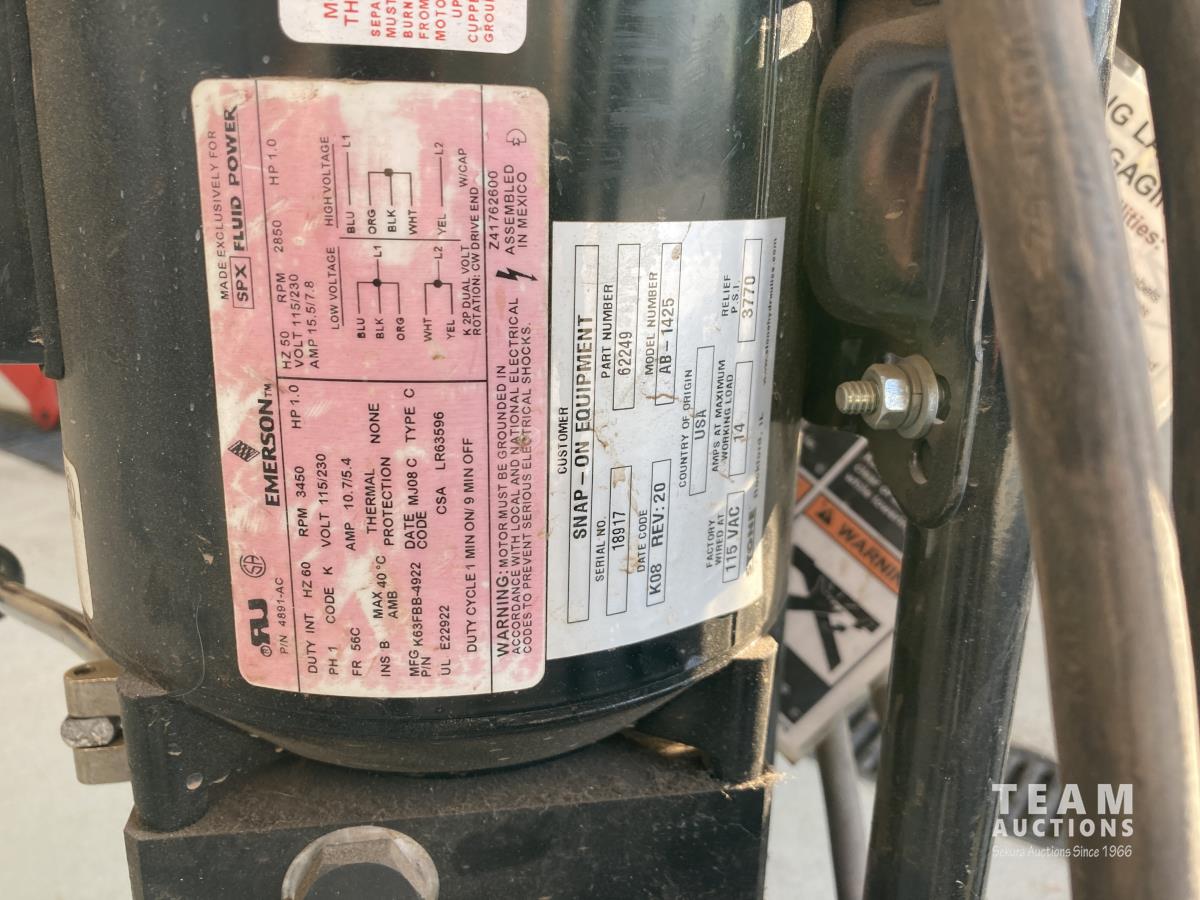 MADE EXCLUSIVELY FOR
SPX FLUID POWER
EMERSON™
P/N 4891-AC
HZ 50 RPM 2850 HP 1.0
VOLT 115/230
AMP 15.5/7.8
DUTY INT HZ 60 RPM 3450 HP 1.0
PH 1 CODE K VOLT 115/230
FR 56C AMP 10.7/5.4
INS B MAX 40°C AMB THERMAL PROTECTION NONE
MFG P/N K63FBB-4922 DATE CODE MJ08 C TYPE C
UL E22922 CSA LR63596
DUTY CYCLE 1 MIN ON/ 9 MIN OFF
LOW VOLTAGE HIGH VOLTAGE
BLU L1 BLU L1
BLK ORG
ORG BLK
WHT L2 WHT
YEL YEL L2
K 2P DUAL VOLT W/CAP
ROTATION: CW DRIVE END
WARNING: MOTOR MUST BE GROUNDED IN
ACCORDANCE WITH LOCAL AND NATIONAL ELECTRICAL
CODES TO PREVENT SERIOUS ELECTRICAL SHOCKS.
Z41762600
ASSEMBLED
IN MEXICO
CUSTOMER
SNAP-ON EQUIPMENT
SERIAL NO. PART NUMBER
18917 62249
DATE CODE MODEL NUMBER
K08 REV:20 AB-1425
COUNTRY OF ORIGIN
USA
FACTORY WIRED AT AMPS AT MAXIMUM WORKING LOAD RELIEF P.S.I.
115 VAC 14 3770
WARNING
TEAM
AUCTIONS
Sekura Auctions Since 1966